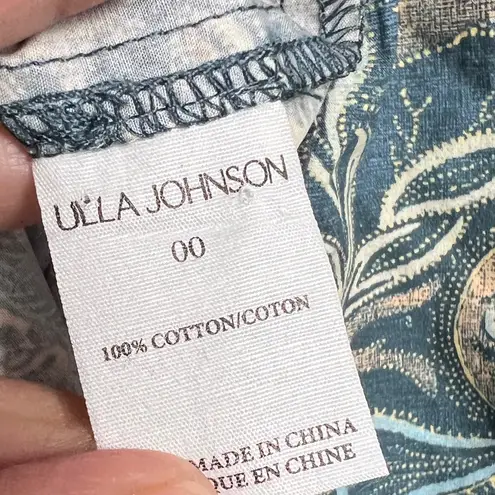 ULLA JOHNSON
00
100% COTTON/COTON
MADE IN CHINA
QUE EN CHINE